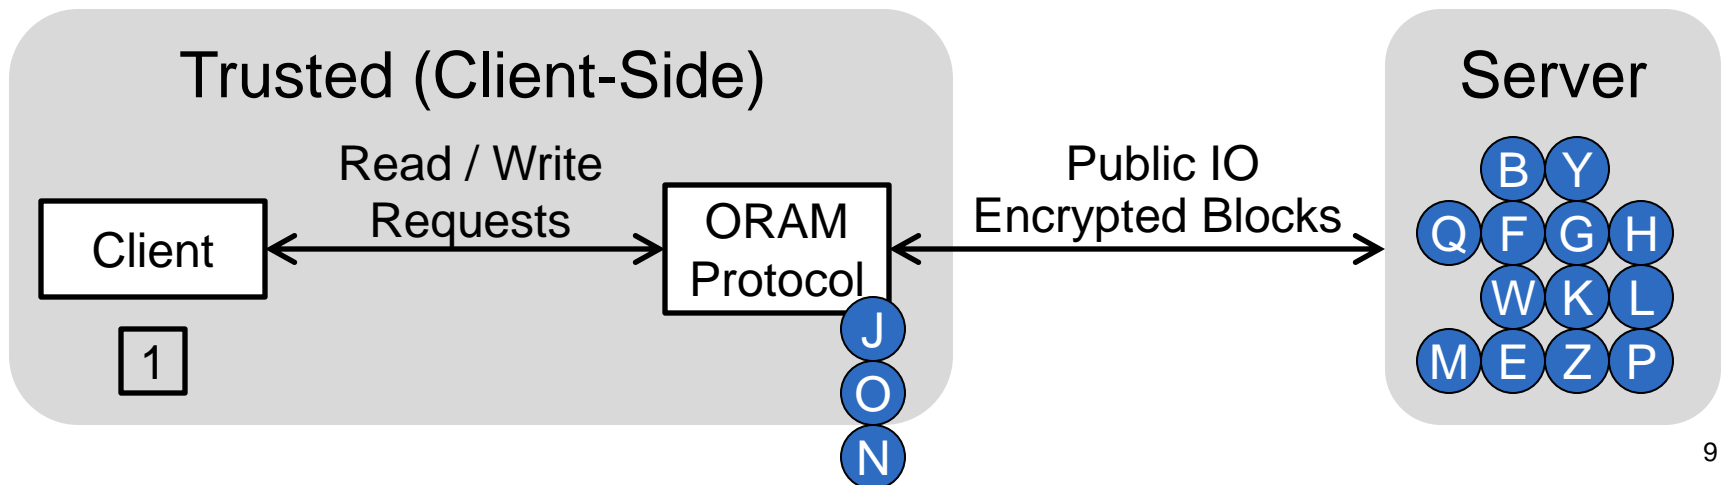 Trusted (Client-Side)
Read / Write
Requests
Client
1
ORAM
Protocol
J
O
N
Public IO
Encrypted Blocks
Server
B Y
Q F G H
W K L
M E Z P
9